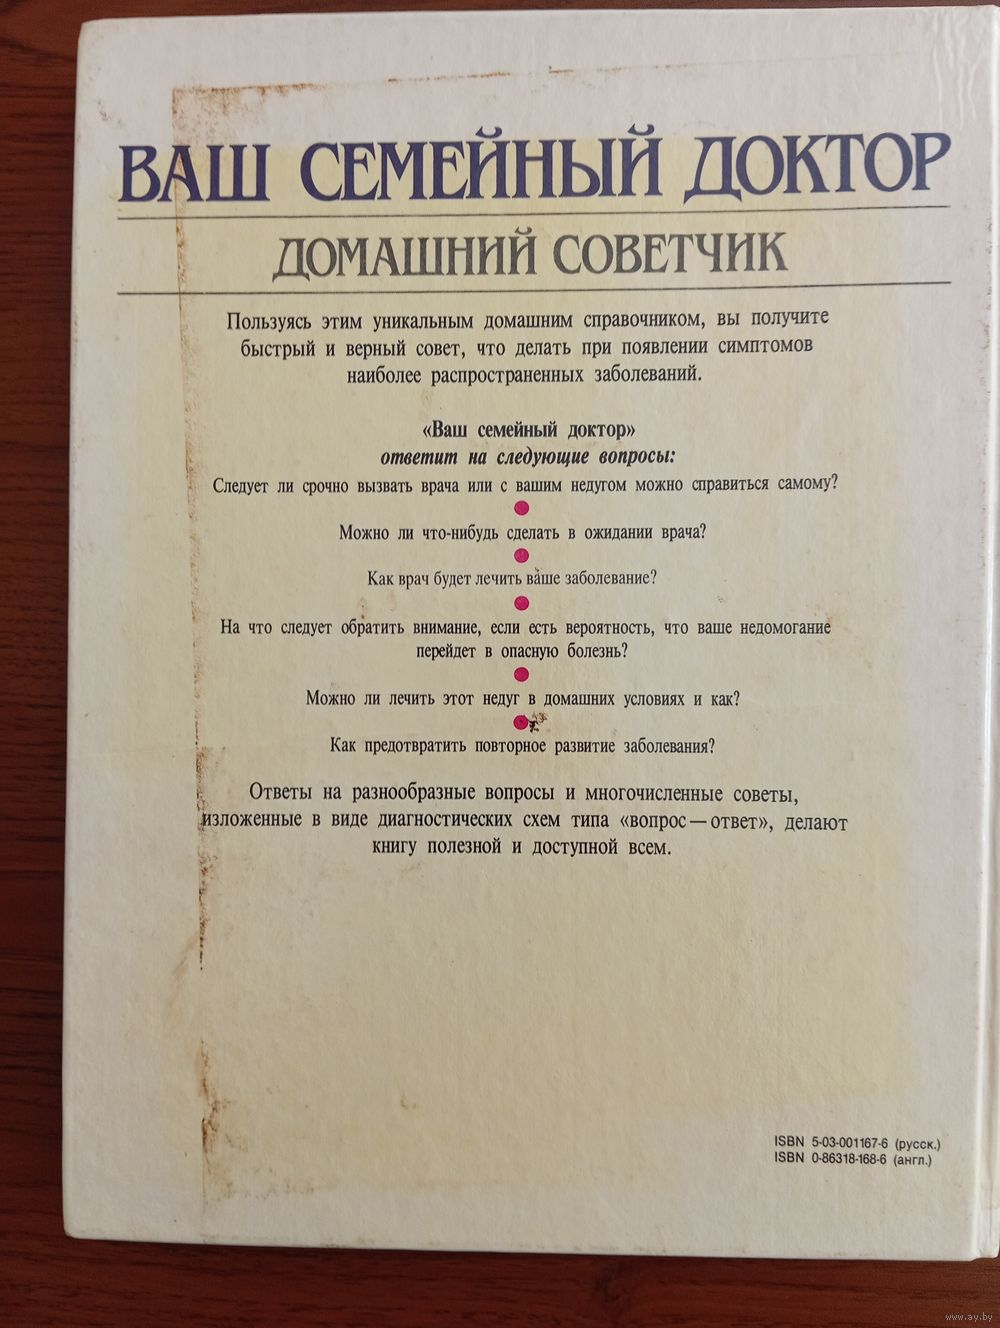 ВАШ СЕМЕЙНЫЙ ДОКТОР
ДОМАШНИЙ СОВЕТЧИК
Пользуясь этим уникальным домашним справочником, вы получите
быстрый и верный совет, что делать при появлении симптомов
наиболее распространенных заболеваний.
«Ваш семейный доктор»
ответит на следующие вопросы:
Следует ли срочно вызвать врача или с вашим недугом можно справиться самому?
Можно ли что-нибудь сделать в ожидании врача?
Как врач будет лечить ваше заболевание?
На что следует обратить внимание, если есть вероятность, что ваше недомогание
перейдет в опасную болезнь?
Можно ли лечить этот недуг в домашних условиях и как?
Как предотвратить повторное развитие заболевания?
Ответы на разнообразные вопросы и многочисленные советы,
изложенные в виде диагностических схем типа «вопрос—ответ», делают
книгу полезной и доступной всем.
ISBN 5-03-001167-6 (русск.)
ISBN 0-86318-168-6 (англ.)
www.ay.by